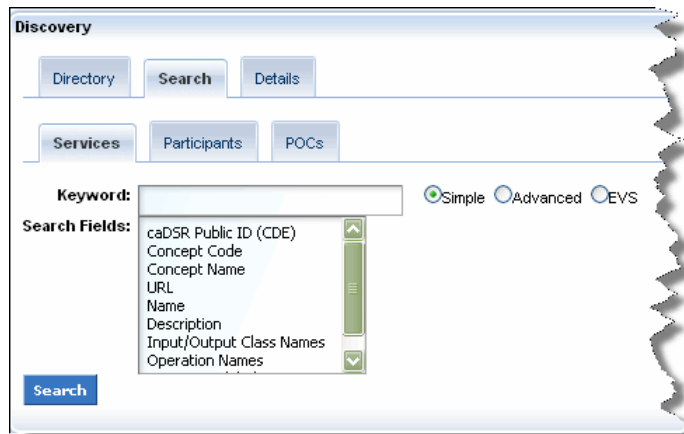 Discovery
Directory Search Details
Services Participants POCs
Keyword: Simple Advanced EVS
Search Fields: caDSR Public ID (CDE)
Concept Code
Concept Name
URL
Name
Description
Input/Output Class Names
Operation Names
Search